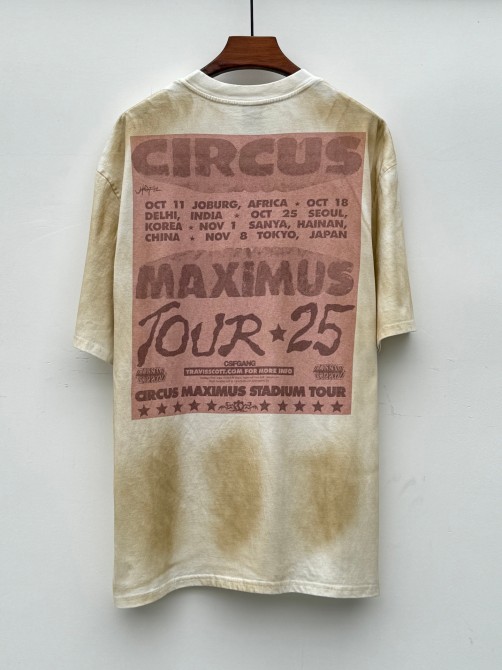 CIRCUS
OCT 11 JOBURG, AFRICA • OCT 18
DELHI, INDIA • OCT 25 SEOUL,
KOREA • NOV 1 SANYA, HAINAN,
CHINA • NOV 8 TOKYO, JAPAN
MAXIMUS
TOUR ★ 25
CSFGANG
TRAVISSCOTT.COM FOR MORE INFO
CIRCUS MAXIMUS STADIUM TOUR